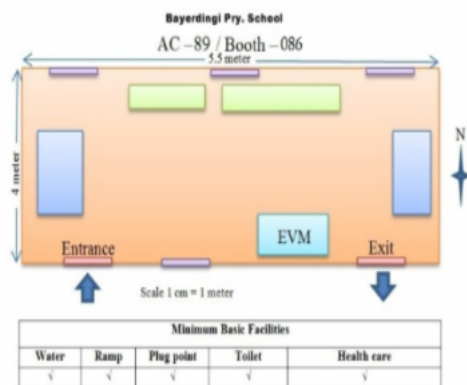 Bayerdingi Pry. School
AC –89 / Booth –086
5.5 meter
4 meter
N
EVM
Entrance
Exit
Scale 1 cm = 1 meter
Minimum Basic Facilities
Water Ramp Plug point Toilet Health care
√ √ √ √ √